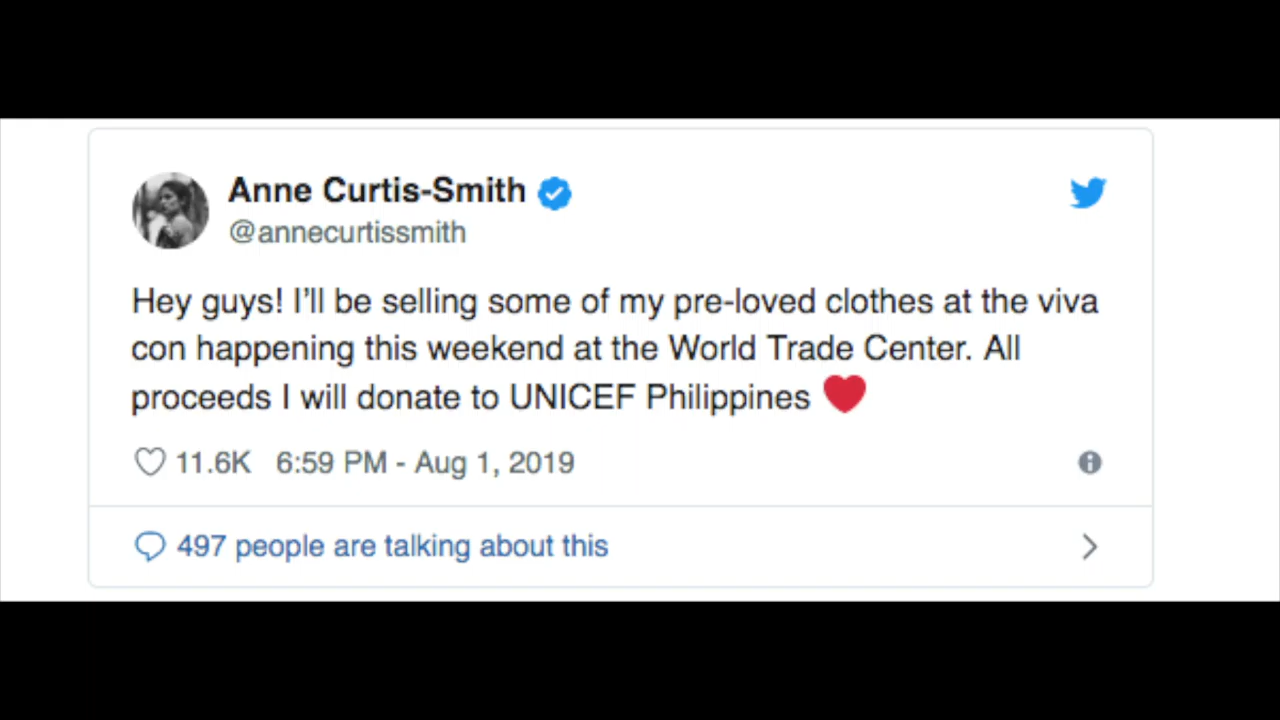 Anne Curtis-Smith
@annecurtissmith
Hey guys! I'll be selling some of my pre-loved clothes at the viva
con happening this weekend at the World Trade Center. All
proceeds I will donate to UNICEF Philippines ❤️
11.6K 6:59 PM - Aug 1, 2019
497 people are talking about this